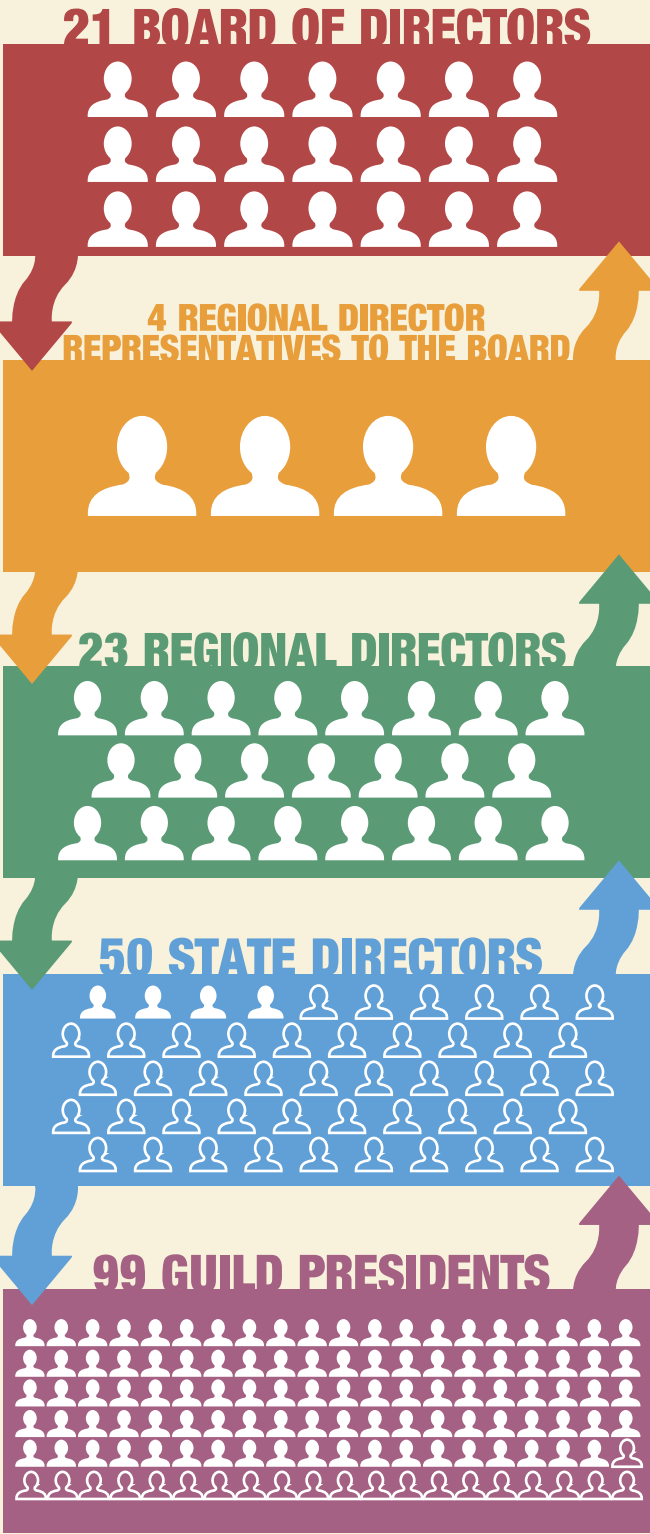 21 BOARD OF DIRECTORS
4 REGIONAL DIRECTOR
REPRESENTATIVES TO THE BOARD
23 REGIONAL DIRECTORS
50 STATE DIRECTORS
99 GUILD PRESIDENTS